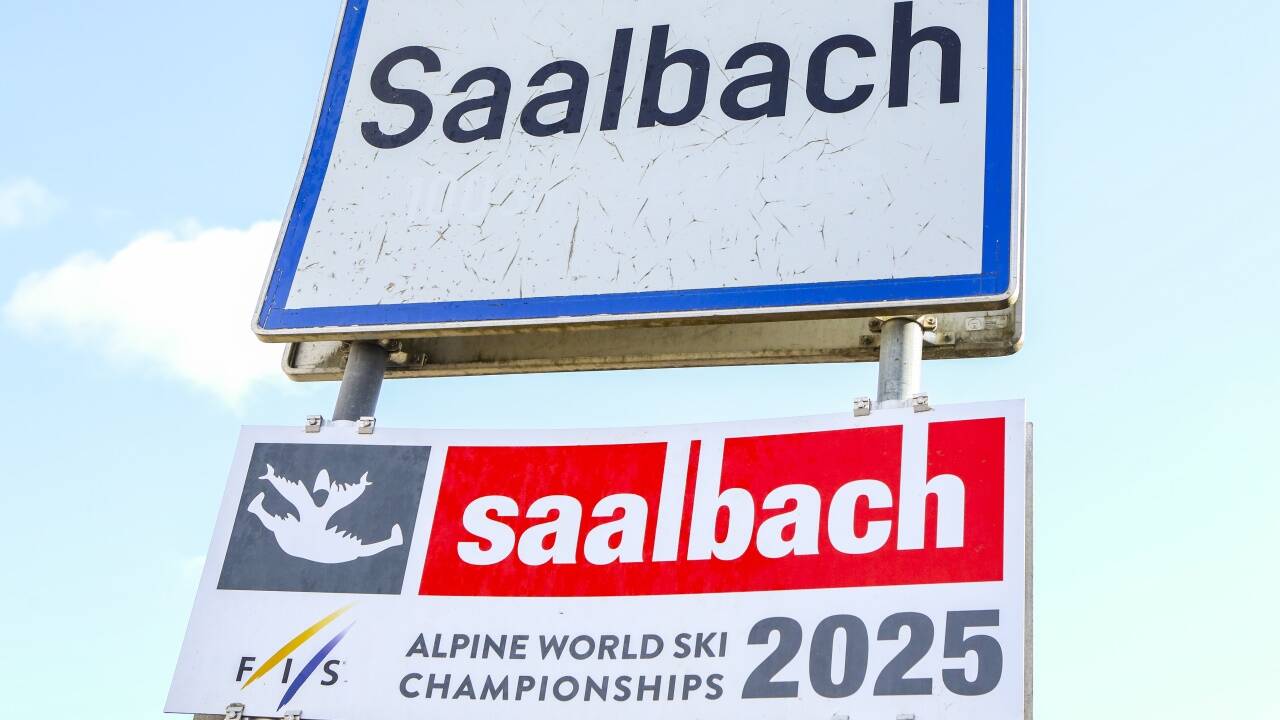 Saalbach
saalbach
FIS
ALPINE WORLD SKI
CHAMPIONSHIPS
2025